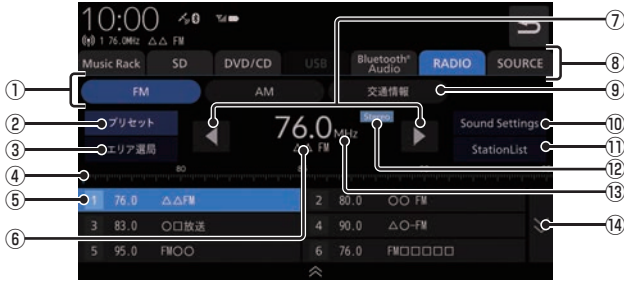 10:00
1 76.0MHz △△ FM
Music Rack SD DVD/CD USB Bluetooth® Audio RADIO SOURCE
FM AM 交通情報
プリセット 76.0 MHz Stereo Sound Settings
エリア選局 △△ FM StationList
80
1 76.0 △△FM 2 80.0 ○○ FM
3 83.0 ○□放送 4 90.0 △○-FM
5 95.0 FM○○ 6 76.0 FM□□□□□
①
②
③
④
⑤
⑥
⑦
⑧
⑨
⑩
⑪
⑫
⑬
⑭